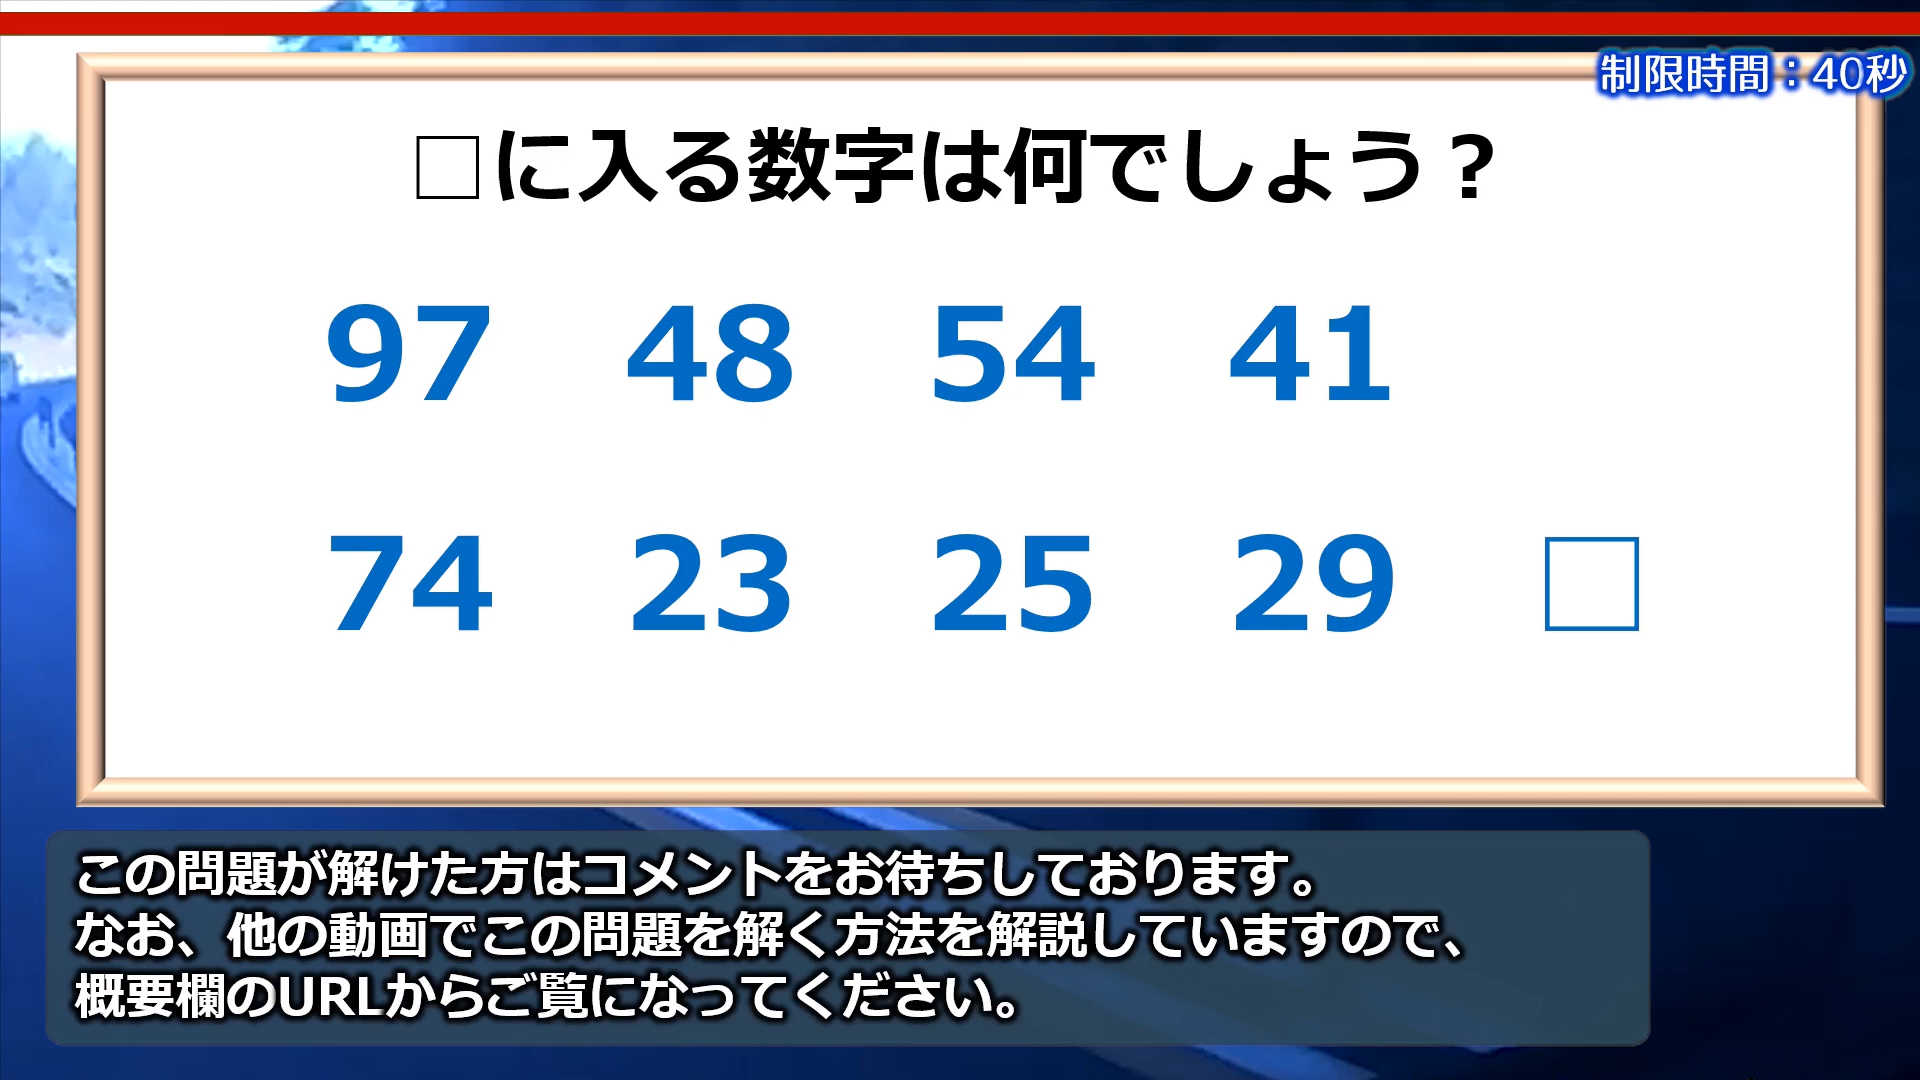 制限時間：40秒
□に入る数字は何でしょう？
97 48 54 41
74 23 25 29 □
この問題が解けた方はコメントをお待ちしております。
なお、他の動画でこの問題を解く方法を解説していますので、
概要欄のURLからご覧になってください。